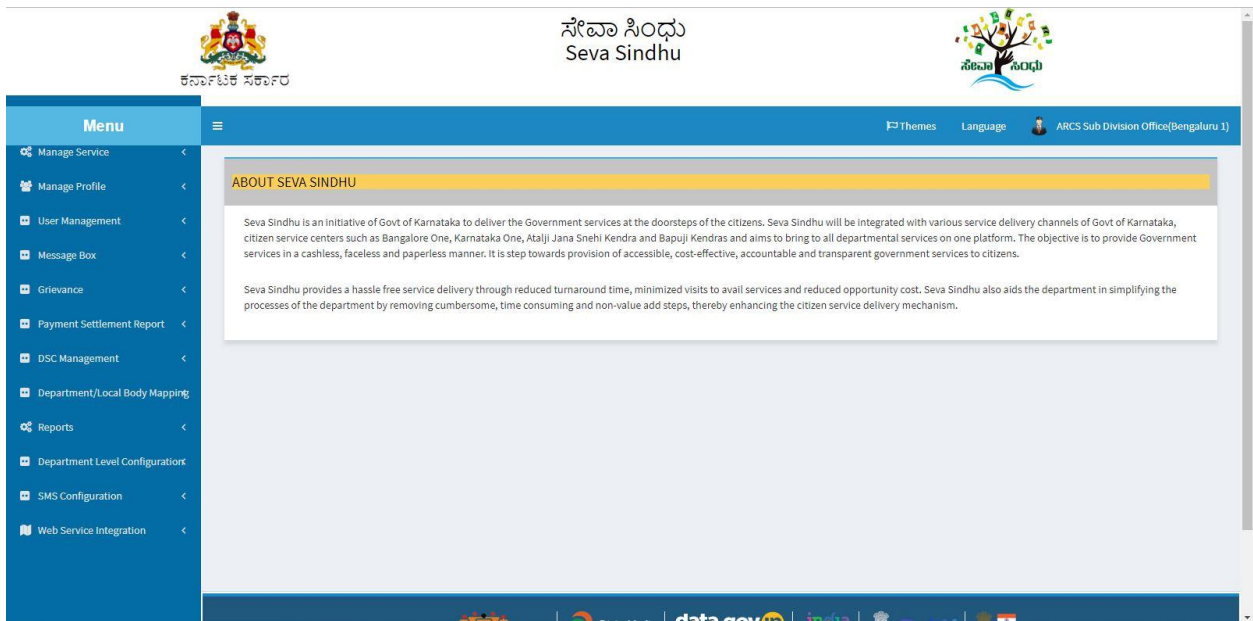 ಸೇವಾ ಸಿಂಧು
Seva Sindhu
ಕರ್ನಾಟಕ ಸರ್ಕಾರ
ಸೇವಾ ಸಿಂಧು
Menu
Themes Language ARCS Sub Division Office(Bengaluru 1)
Manage Service
Manage Profile
User Management
Message Box
Grievance
Payment Settlement Report
DSC Management
Department/Local Body Mapping
Reports
Department Level Configuration
SMS Configuration
Web Service Integration
ABOUT SEVA SINDHU
Seva Sindhu is an initiative of Govt of Karnataka to deliver the Government services at the doorsteps of the citizens. Seva Sindhu will be integrated with various service delivery channels of Govt of Karnataka,
citizen service centers such as Bangalore One, Karnataka One, Atalji Jana Snehi Kendra and Bapuji Kendras and aims to bring to all departmental services on one platform. The objective is to provide Government
services in a cashless, faceless and paperless manner. It is step towards provision of accessible, cost-effective, accountable and transparent government services to citizens.
Seva Sindhu provides a hassle free service delivery through reduced turnaround time, minimized visits to avail services and reduced opportunity cost. Seva Sindhu also aids the department in simplifying the
processes of the department by removing cumbersome, time consuming and non-value add steps, thereby enhancing the citizen service delivery mechanism.
data.gov in india